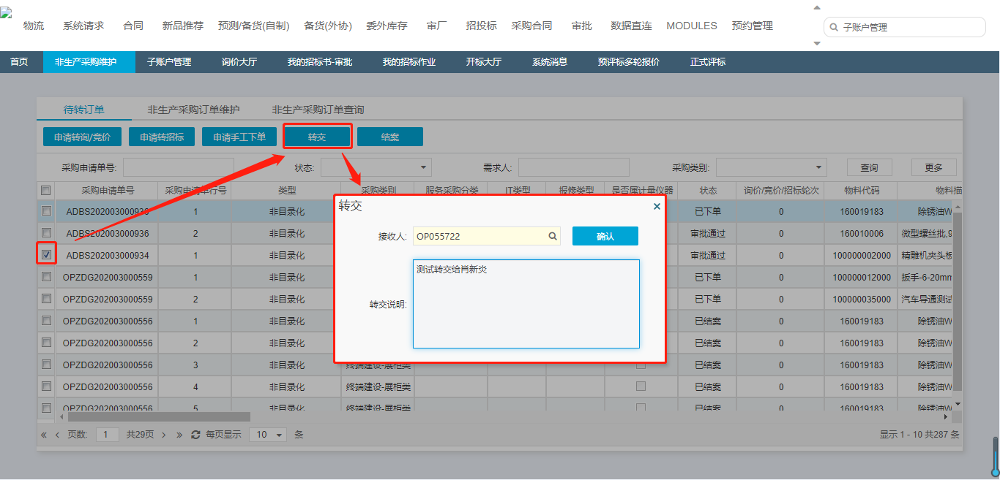 物流 系统请求 合同 新品推荐 预测/备货(自制) 备货(外协) 委外库存 审厂 招投标 采购合同 审批 数据直连 MODULES 预约管理 子账户管理
首页 非生产采购维护 子账户管理 询价大厅 我的招标书-审批 我的招标作业 开标大厅 系统消息 预评标多轮报价 正式评标
待转订单 非生产采购订单维护 非生产采购订单查询
申请转询/竞价 申请转招标 申请手工下单 转交 结案
采购申请单号: 状态: 需求人: 采购类别: 查询 更多
采购申请单号 采购申请单行号 类型 采购类别 服务采购分类 IT类型 报修类型 是否属计量仪器 状态 询价/竞价/招标轮次 物料代码 物料描
ADBS202003000936 1 非目录化 已下单 0 160019183 除锈油W
ADBS202003000936 2 非目录化 审批通过 0 160010006 微型螺丝批,9
ADBS202003000934 1 非目录化 审批通过 0 100000002000 精雕机夹头板
OPZDG202003000559 1 非目录化 已下单 0 100000012000 扳手-6-20mm
OPZDG202003000559 2 非目录化 已下单 0 100000035000 汽车导通测试
OPZDG202003000556 1 非目录化 已结案 0 160019183 除锈油W
OPZDG202003000556 2 非目录化 已结案 0 160019183 除锈油W
OPZDG202003000556 3 非目录化 终端建设-展柜类 已结案 0 160019183 除锈油W
OPZDG202003000556 4 非目录化 终端建设-展柜类 已结案 0 160019183 除锈油W
OPZDG202003000556 5 非目录化 终端建设-展柜类 已结案 0 160019183 除锈油W
转交
接收人: OP055722 确认
转交说明: 测试转交给肖新炎
页数: 1 共29页 每页显示 10 条 显示 1 - 10 共287 条